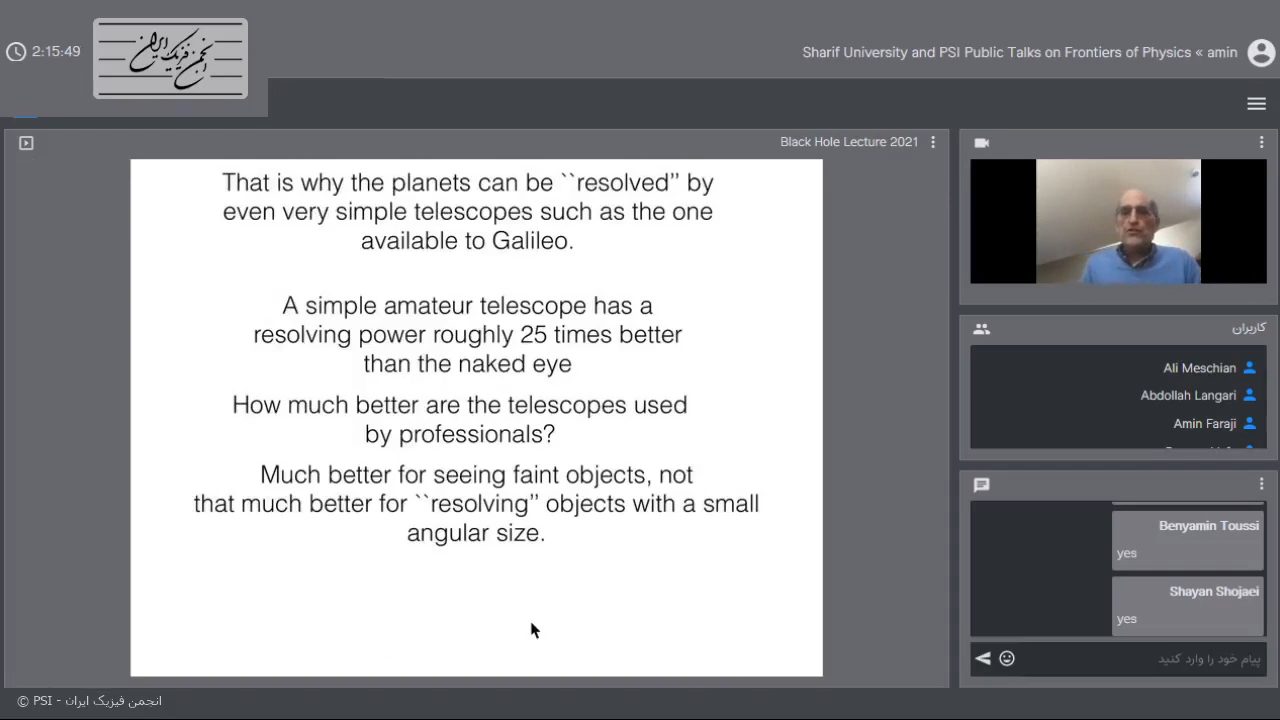 2:15:49
انجمن فیزیک ایران
Sharif University and PSI Public Talks on Frontiers of Physics « amin
Black Hole Lecture 2021
That is why the planets can be ``resolved'' by
even very simple telescopes such as the one
available to Galileo.
A simple amateur telescope has a
resolving power roughly 25 times better
than the naked eye
How much better are the telescopes used
by professionals?
Much better for seeing faint objects, not
that much better for ``resolving'' objects with a small
angular size.
کاربران
Ali Meschian
Abdollah Langari
Amin Faraji
Benyamin Toussi
yes
Shayan Shojaei
yes
پیام خود را وارد کنید
© PSI - انجمن فیزیک ایران